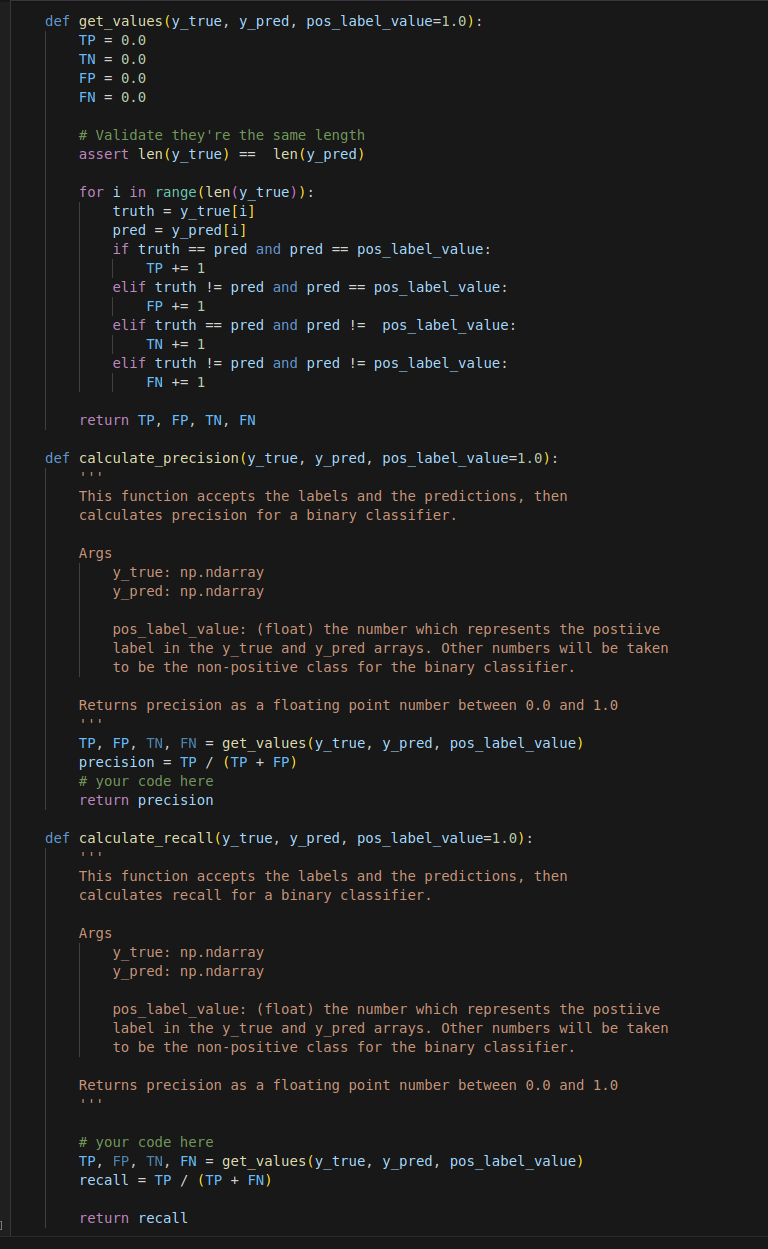 def get_values(y_true, y_pred, pos_label_value=1.0):
    TP = 0.0
    TN = 0.0
    FP = 0.0
    FN = 0.0

    # Validate they're the same length
    assert len(y_true) ==  len(y_pred)

    for i in range(len(y_true)):
        truth = y_true[i]
        pred = y_pred[i]
        if truth == pred and pred == pos_label_value:
            TP += 1
        elif truth != pred and pred == pos_label_value:
            FP += 1
        elif truth == pred and pred !=  pos_label_value:
            TN += 1
        elif truth != pred and pred != pos_label_value:
            FN += 1

    return TP, FP, TN, FN

def calculate_precision(y_true, y_pred, pos_label_value=1.0):
    '''
    This function accepts the labels and the predictions, then
    calculates precision for a binary classifier.

    Args
        y_true: np.ndarray
        y_pred: np.ndarray

        pos_label_value: (float) the number which represents the postiive
        label in the y_true and y_pred arrays. Other numbers will be taken
        to be the non-positive class for the binary classifier.

    Returns precision as a floating point number between 0.0 and 1.0
    '''
    TP, FP, TN, FN = get_values(y_true, y_pred, pos_label_value)
    precision = TP / (TP + FP)
    # your code here
    return precision

def calculate_recall(y_true, y_pred, pos_label_value=1.0):
    '''
    This function accepts the labels and the predictions, then
    calculates recall for a binary classifier.

    Args
        y_true: np.ndarray
        y_pred: np.ndarray

        pos_label_value: (float) the number which represents the postiive
        label in the y_true and y_pred arrays. Other numbers will be taken
        to be the non-positive class for the binary classifier.

    Returns precision as a floating point number between 0.0 and 1.0
    '''

    # your code here
    TP, FP, TN, FN = get_values(y_true, y_pred, pos_label_value)
    recall = TP / (TP + FN)

    return recall
]